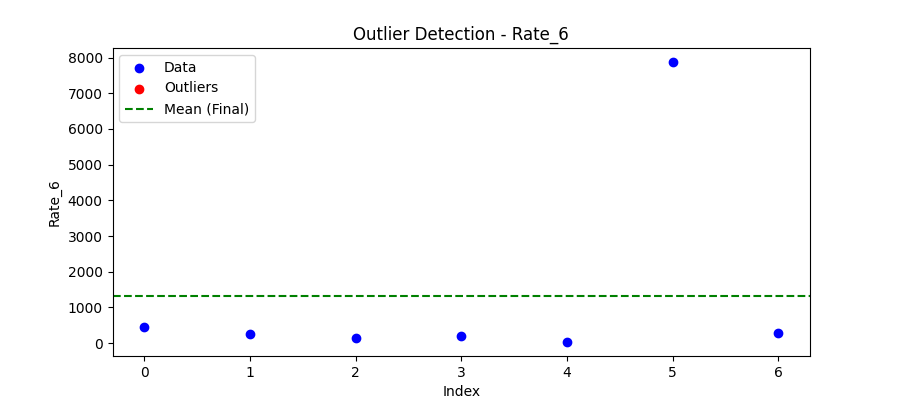 Outlier Detection - Rate_6
Data
Outliers
Mean (Final)
8000
7000
6000
5000
4000
3000
2000
1000
0
Rate_6
0 1 2 3 4 5 6
Index